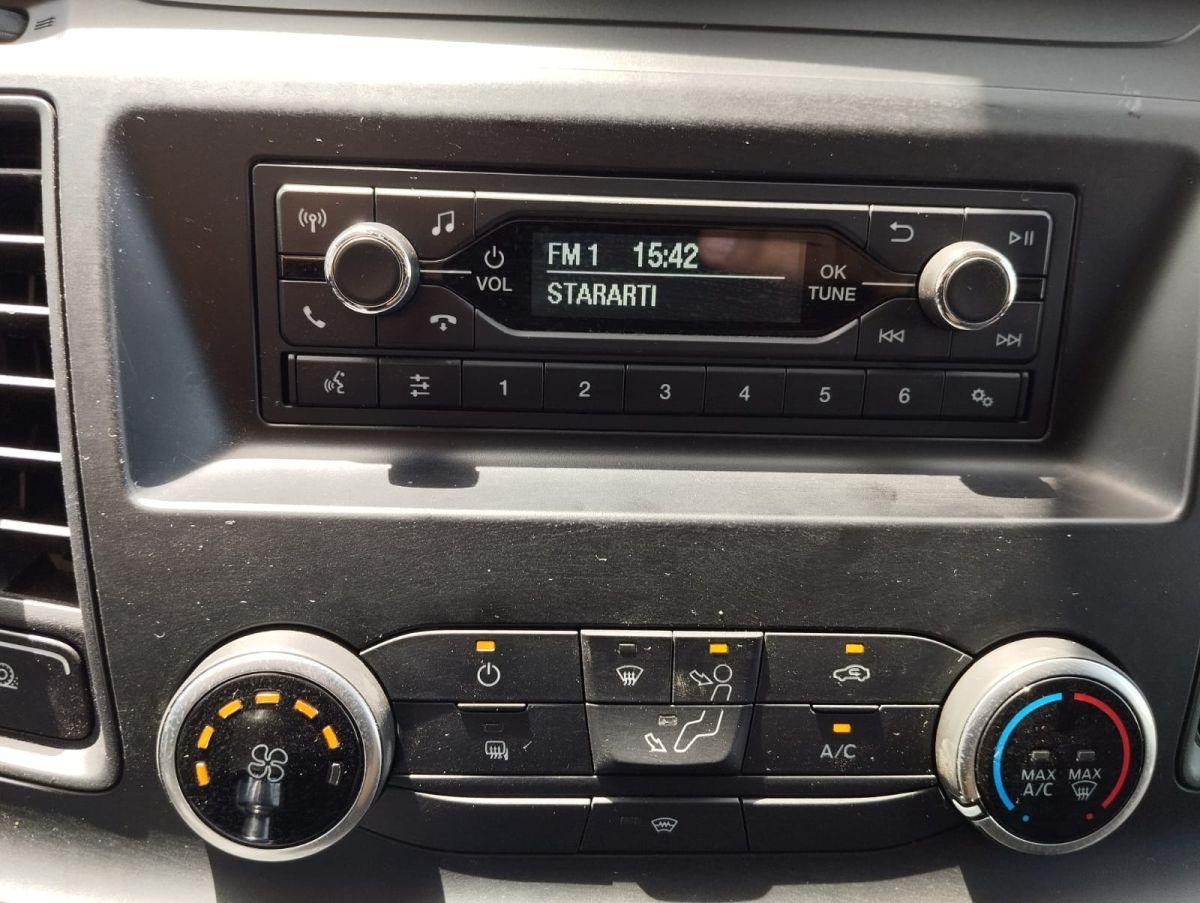 FM 1 15:42
STARARTI
VOL
OK
TUNE
1 2 3 4 5 6
A/C
MAX
A/C
MAX